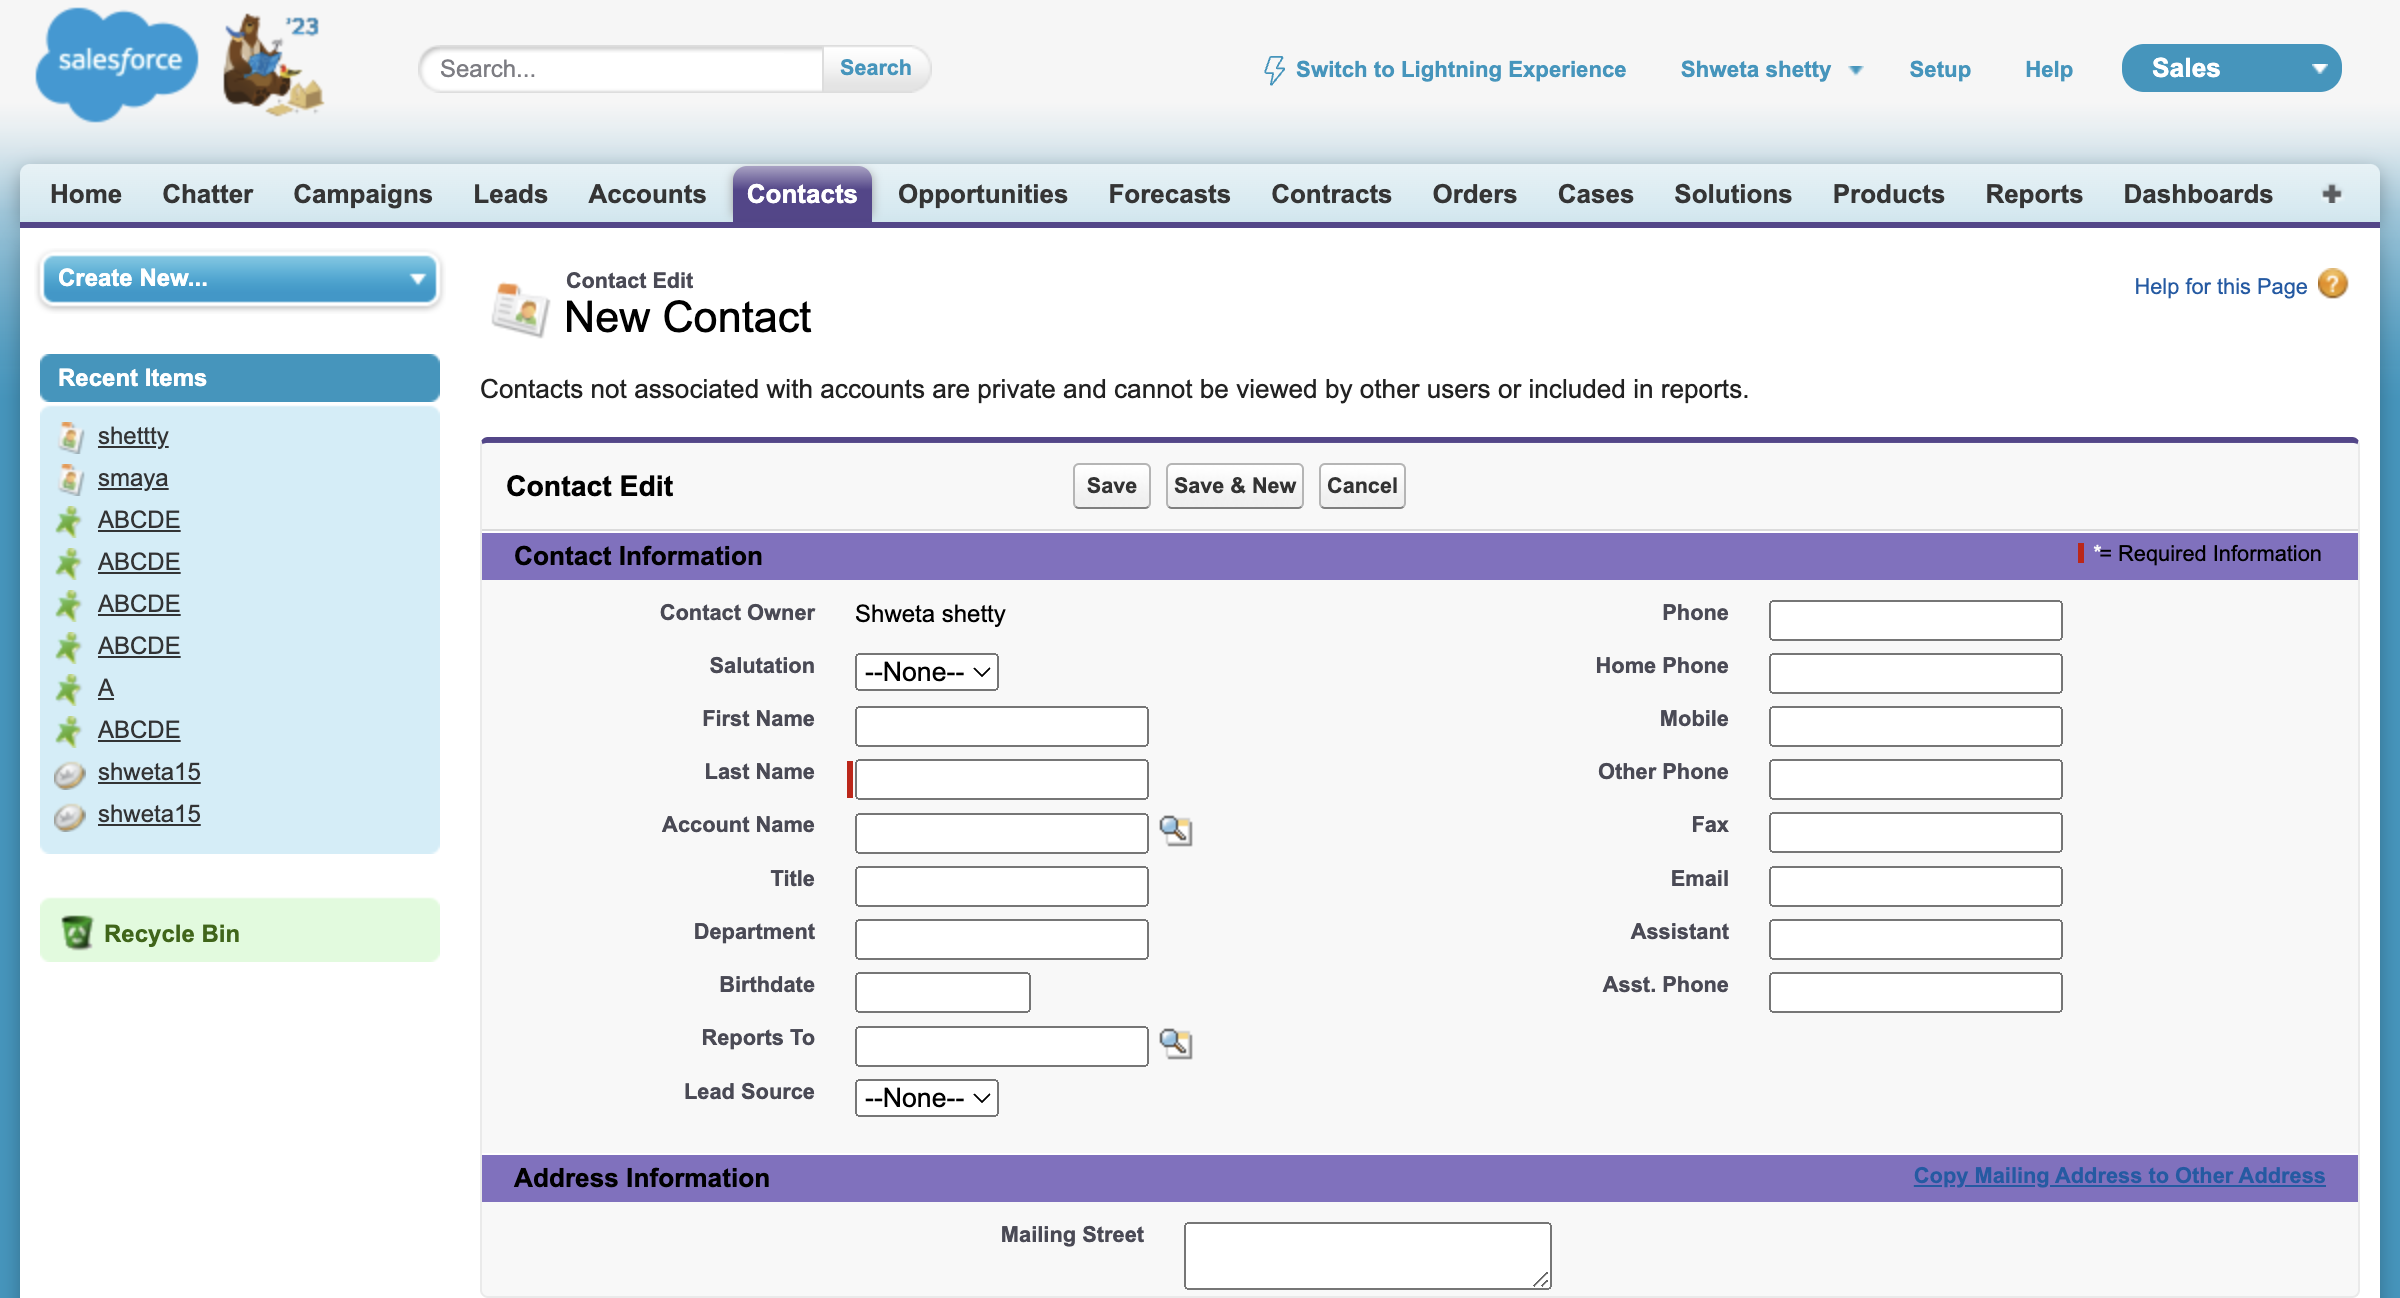 salesforce
'23
Search...
Search
Switch to Lightning Experience
Shweta shetty
Setup
Help
Sales
Home
Chatter
Campaigns
Leads
Accounts
Contacts
Opportunities
Forecasts
Contracts
Orders
Cases
Solutions
Products
Reports
Dashboards
+
Create New...
Recent Items
shettty
smaya
ABCDE
ABCDE
ABCDE
ABCDE
A
ABCDE
shweta15
shweta15
Recycle Bin
Contact Edit
New Contact
Help for this Page ?
Contacts not associated with accounts are private and cannot be viewed by other users or included in reports.
Contact Edit
Save
Save & New
Cancel
Contact Information
*= Required Information
Contact Owner
Shweta shetty
Salutation
--None--
First Name
Last Name
Account Name
Title
Department
Birthdate
Reports To
Lead Source
--None--
Phone
Home Phone
Mobile
Other Phone
Fax
Email
Assistant
Asst. Phone
Address Information
Copy Mailing Address to Other Address
Mailing Street